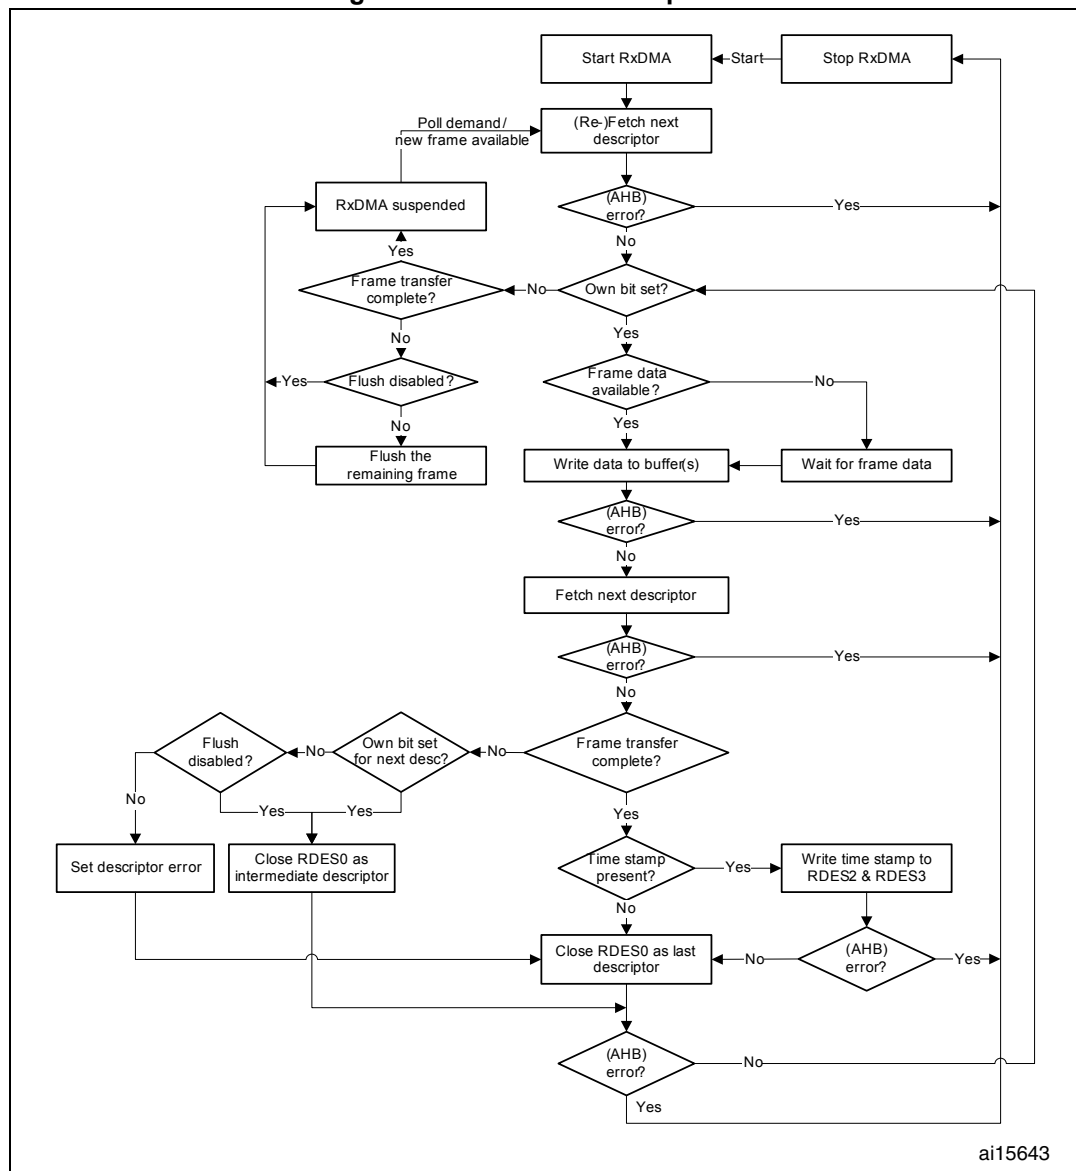 Start RxDMA
Start
Stop RxDMA
Poll demand/
new frame available
(Re-)Fetch next
descriptor
RxDMA suspended
(AHB)
error?
Yes
No
Yes
Frame transfer
complete?
No
Own bit set?
No
Yes
Yes
Flush disabled?
Frame data
available?
No
No
Yes
Flush the
remaining frame
Write data to buffer(s)
Wait for frame data
(AHB)
error?
Yes
No
Fetch next descriptor
(AHB)
error?
Yes
No
Flush
disabled?
No
Own bit set
for next desc?
No
Frame transfer
complete?
No
Yes
Yes
Yes
Set descriptor error
Close RDES0 as
intermediate descriptor
Time stamp
present?
Yes
Write time stamp to
RDES2 & RDES3
No
Close RDES0 as last
descriptor
No
(AHB)
error?
Yes
(AHB)
error?
No
Yes
ai15643